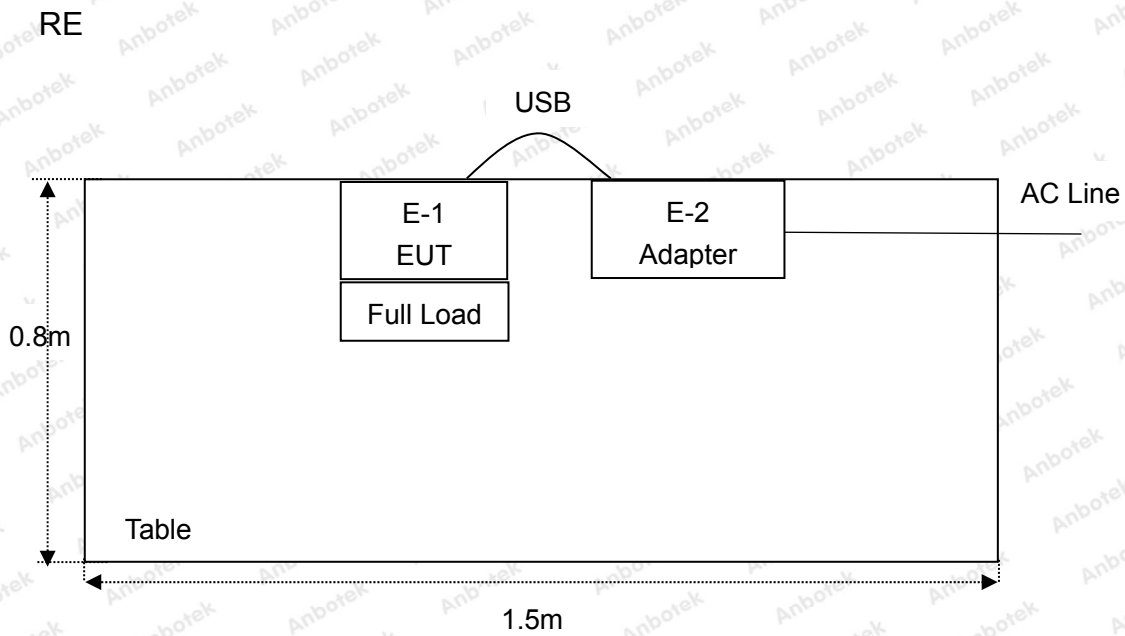 RE
USB
E-1
EUT
E-2
Adapter
AC Line
Full Load
0.8m
Table
1.5m